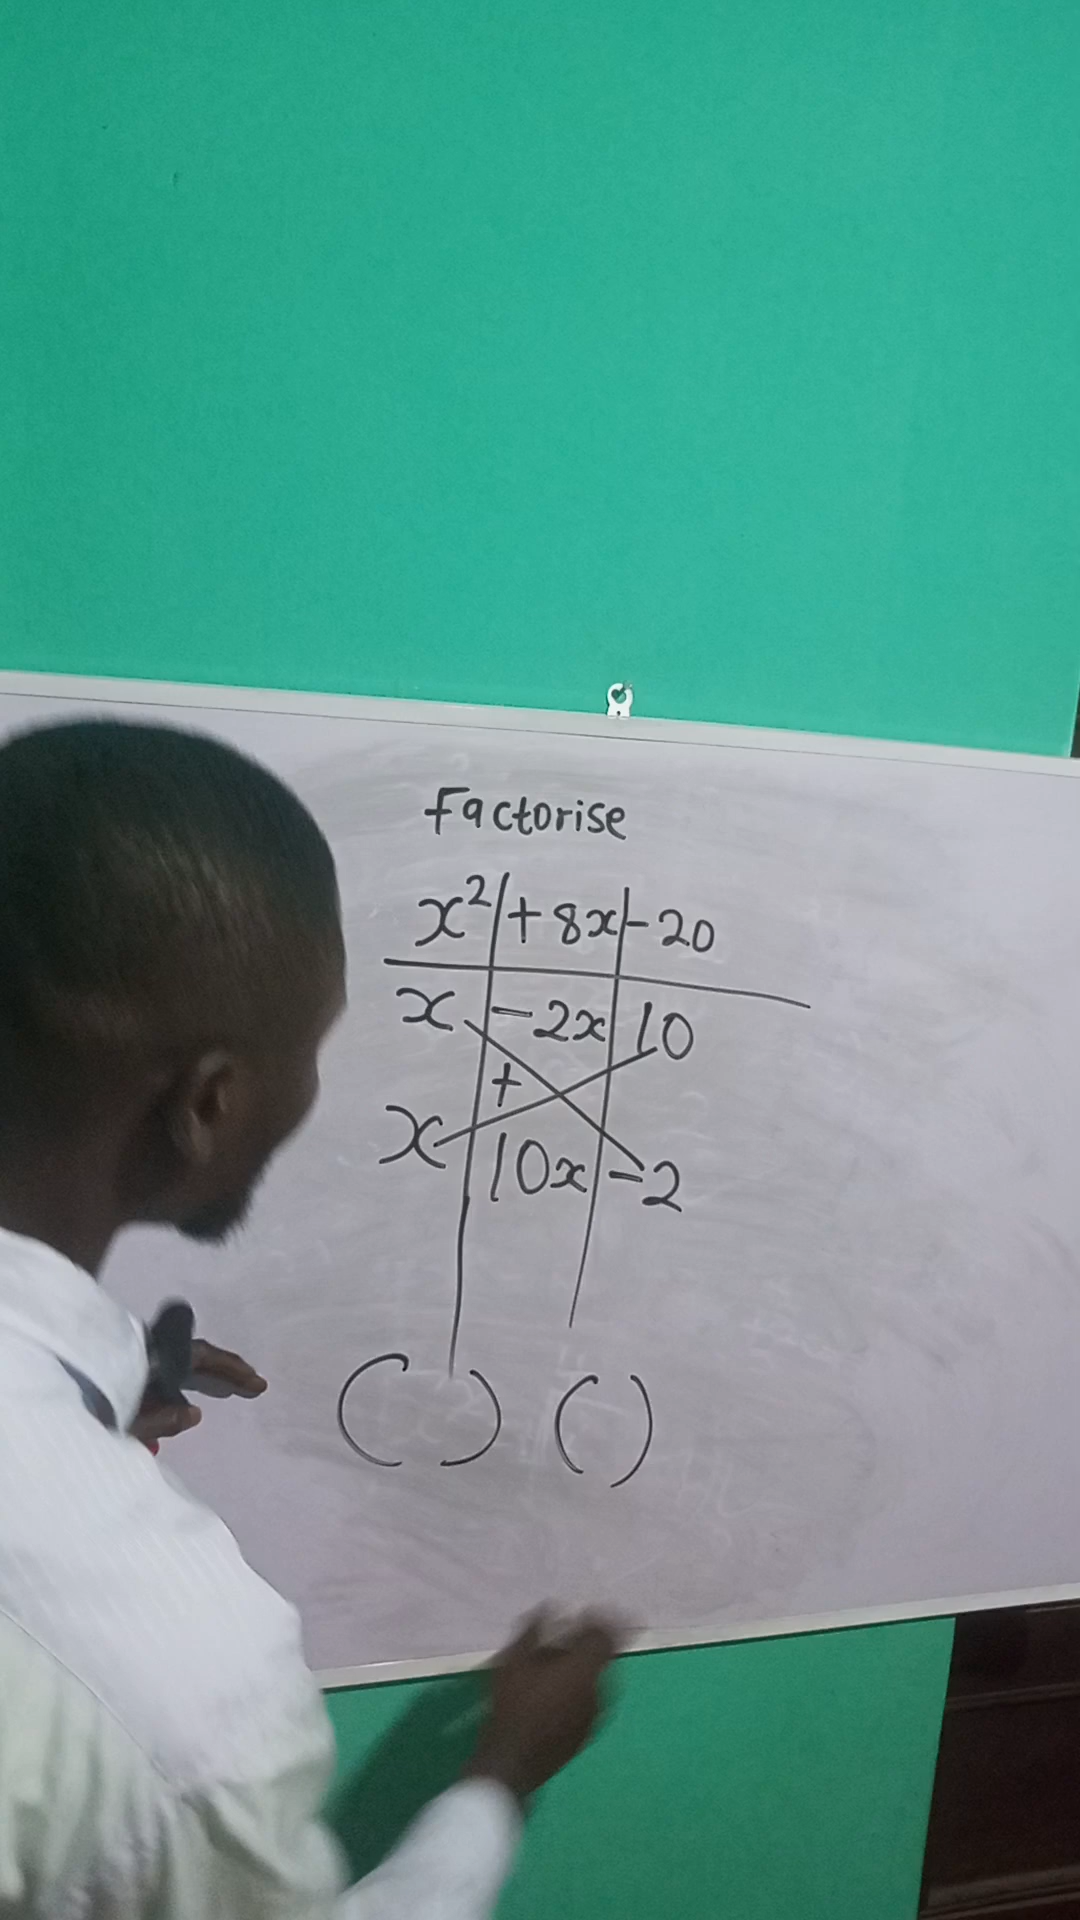 Factorise
x² + 8x - 20
x - 2x 10
+
x 10x - 2
( ) ( )